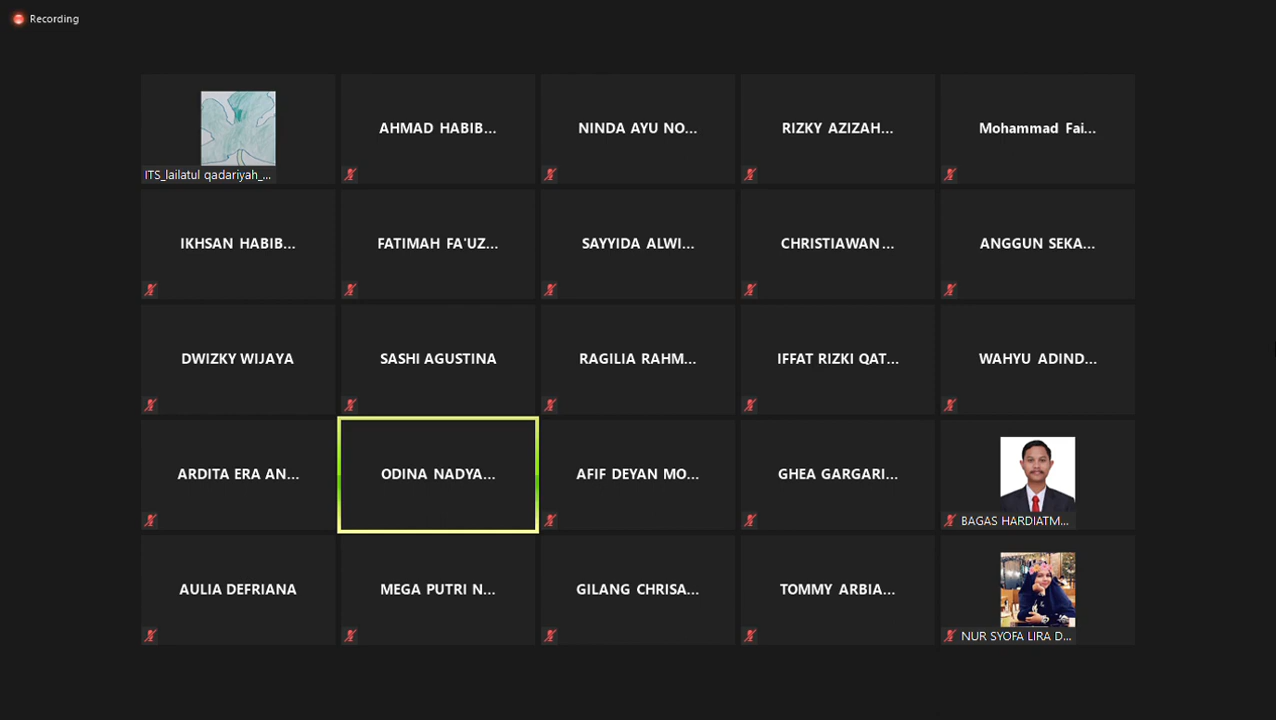 Recording
ITS_lailatul qadariyah_...
AHMAD HABIB...
NINDA AYU NO...
RIZKY AZIZAH...
Mohammad Fai...
IKHSAN HABIB...
FATIMAH FA'UZ...
SAYYIDA ALWI...
CHRISTIAWAN...
ANGGUN SEKA...
DWIZKY WIJAYA
SASHI AGUSTINA
RAGILIA RAHM...
IFFAT RIZKI QAT...
WAHYU ADIND...
ARDITA ERA AN...
ODINA NADYA...
AFIF DEYAN MO...
GHEA GARGARI...
BAGAS HARDIATM...
AULIA DEFRIANA
MEGA PUTRI N...
GILANG CHRISA...
TOMMY ARBIA...
NUR SYOFA LIRA D...